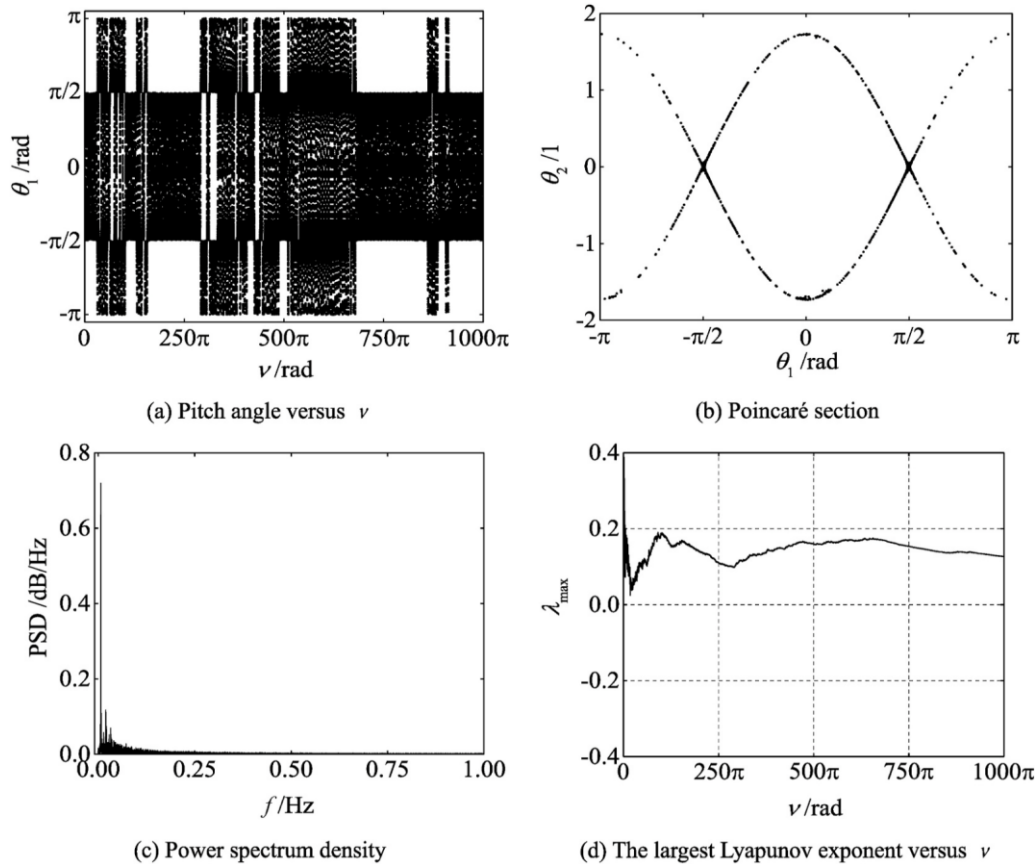 π
π/2
0
-π/2
-π
θ₁ /rad
0
250π
500π
750π
1000π
ν /rad
(a) Pitch angle versus ν
2
1
0
-1
-2
θ₂ /1
-π
-π/2
0
π/2
π
θ₁ /rad
(b) Poincaré section
0.8
0.6
0.4
0.2
0.0
PSD /dB/Hz
0.00
0.25
0.50
0.75
1.00
f /Hz
(c) Power spectrum density
0.4
0.2
0.0
-0.2
-0.4
λmax
0
250π
500π
750π
1000π
ν /rad
(d) The largest Lyapunov exponent versus ν